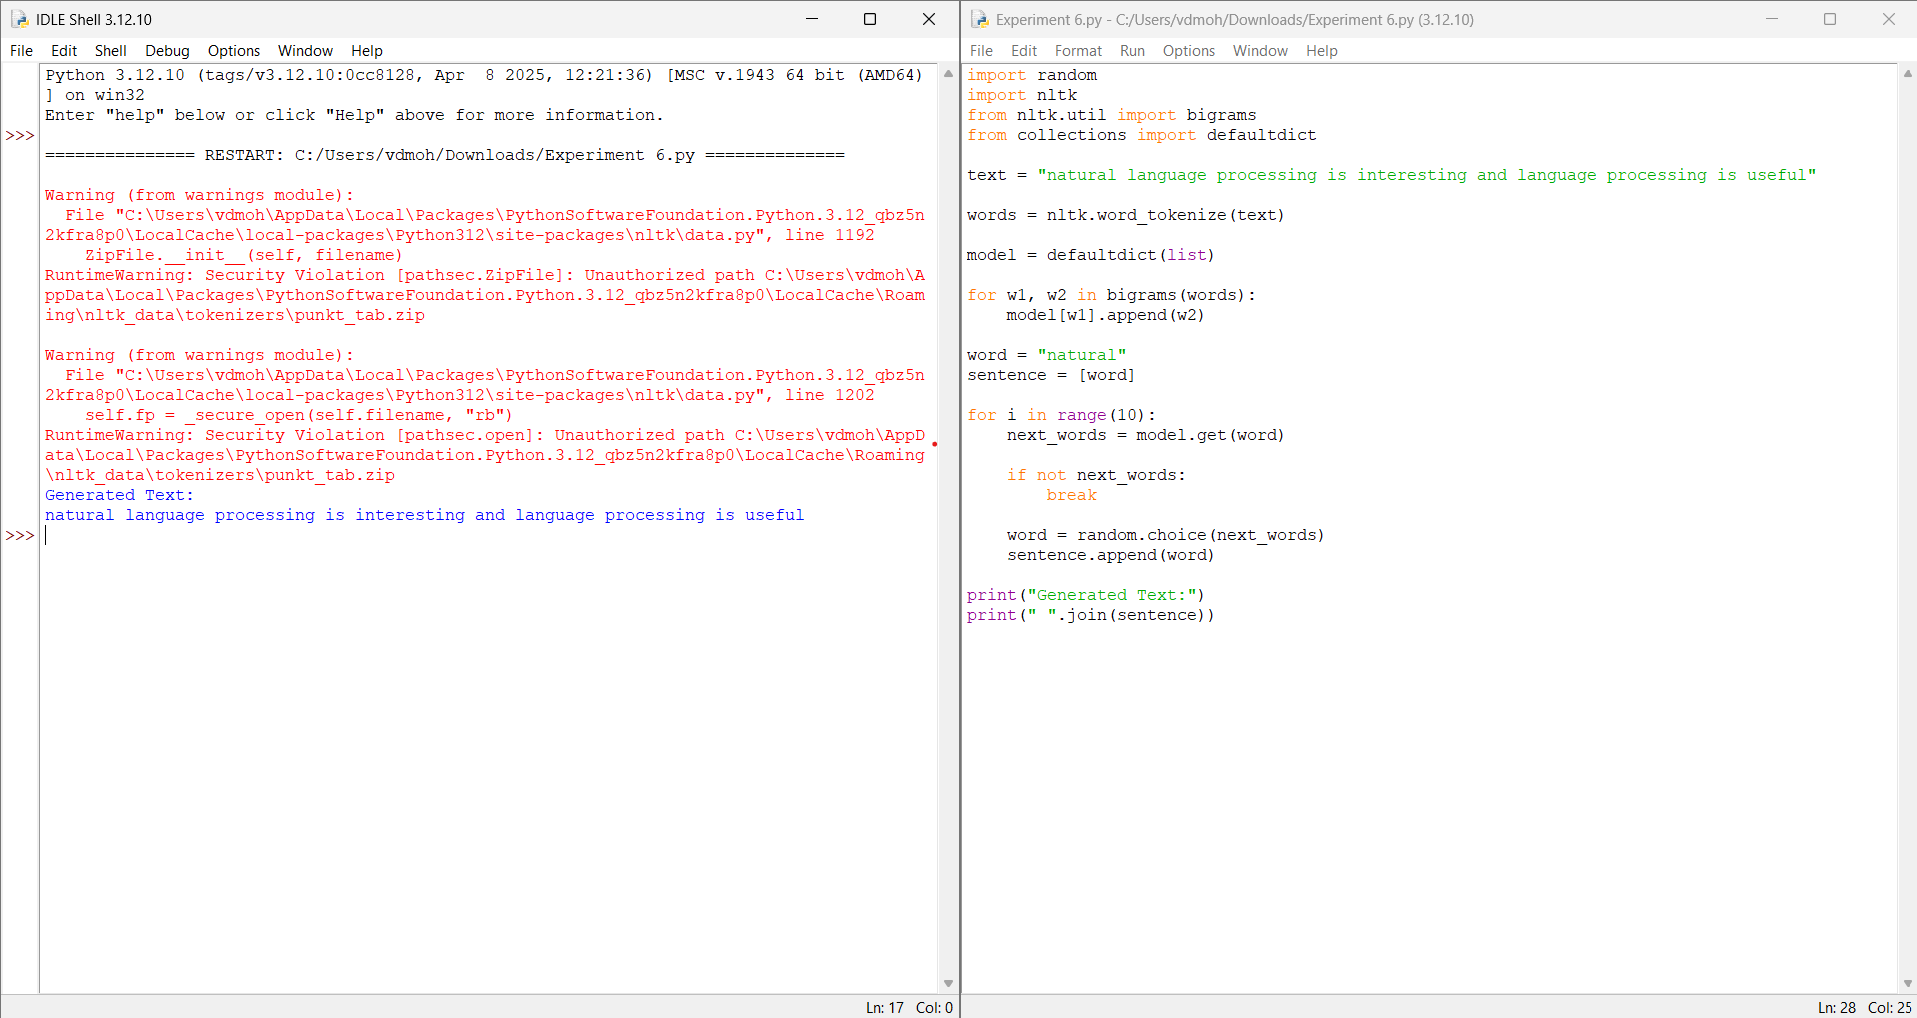 IDLE Shell 3.12.10
File Edit Shell Debug Options Window Help
Python 3.12.10 (tags/v3.12.10:0cc8128, Apr  8 2025, 12:21:36) [MSC v.1943 64 bit (AMD64)
] on win32
Enter "help" below or click "Help" above for more information.
>>>
=============== RESTART: C:/Users/vdmoh/Downloads/Experiment 6.py ==============
Warning (from warnings module):
  File "C:\Users\vdmoh\AppData\Local\Packages\PythonSoftwareFoundation.Python.3.12_qbz5n
2kfra8p0\LocalCache\local-packages\Python312\site-packages\nltk\data.py", line 1192
    ZipFile.__init__(self, filename)
RuntimeWarning: Security Violation [pathsec.ZipFile]: Unauthorized path C:\Users\vdmoh\A
ppData\Local\Packages\PythonSoftwareFoundation.Python.3.12_qbz5n2kfra8p0\LocalCache\Roam
ing\nltk_data\tokenizers\punkt_tab.zip
Warning (from warnings module):
  File "C:\Users\vdmoh\AppData\Local\Packages\PythonSoftwareFoundation.Python.3.12_qbz5n
2kfra8p0\LocalCache\local-packages\Python312\site-packages\nltk\data.py", line 1202
    self.fp = _secure_open(self.filename, "rb")
RuntimeWarning: Security Violation [pathsec.open]: Unauthorized path C:\Users\vdmoh\AppD
ata\Local\Packages\PythonSoftwareFoundation.Python.3.12_qbz5n2kfra8p0\LocalCache\Roaming
\nltk_data\tokenizers\punkt_tab.zip
Generated Text:
natural language processing is interesting and language processing is useful
>>>
Ln: 17 Col: 0
Experiment 6.py - C:/Users/vdmoh/Downloads/Experiment 6.py (3.12.10)
File Edit Format Run Options Window Help
import random
import nltk
from nltk.util import bigrams
from collections import defaultdict
text = "natural language processing is interesting and language processing is useful"
words = nltk.word_tokenize(text)
model = defaultdict(list)
for w1, w2 in bigrams(words):
    model[w1].append(w2)
word = "natural"
sentence = [word]
for i in range(10):
    next_words = model.get(word)
    if not next_words:
        break
    word = random.choice(next_words)
    sentence.append(word)
print("Generated Text:")
print(" ".join(sentence))
Ln: 28 Col: 25